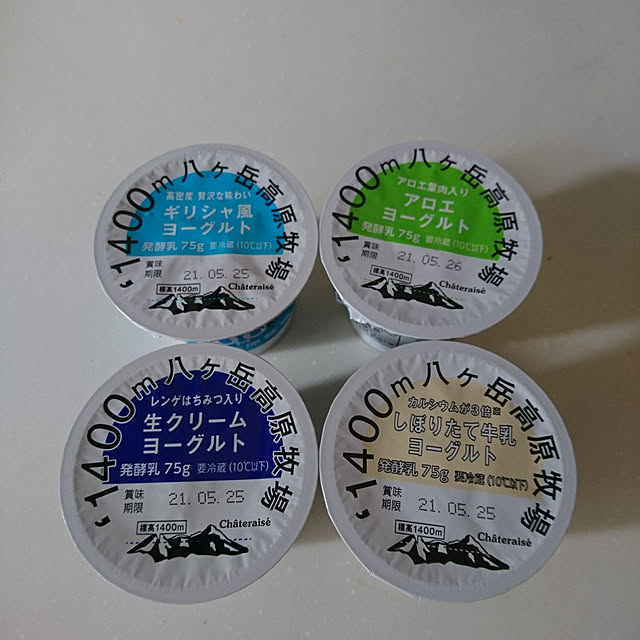 1400m八ヶ岳高原牧場
高密度 贅沢な味わい
ギリシャ風
ヨーグルト
発酵乳 75g 要冷蔵(10℃以下)
賞味
期限
21.05.25
標高1400m
Châteraisé
1400m八ヶ岳高原牧場
アロエ葉肉入り
アロエ
ヨーグルト
発酵乳 75g 要冷蔵(10℃以下)
賞味
期限
21.05.26
標高1400m
Châteraisé
1400m八ヶ岳高原牧場
レンゲはちみつ入り
生クリーム
ヨーグルト
発酵乳 75g 要冷蔵(10℃以下)
賞味
期限
21.05.25
標高1400m
Châteraisé
1400m八ヶ岳高原牧場
カルシウムが3倍※
しぼりたて牛乳
ヨーグルト
発酵乳 75g 要冷蔵(10℃以下)
賞味
期限
21.05.25
標高1400m
Châteraisé